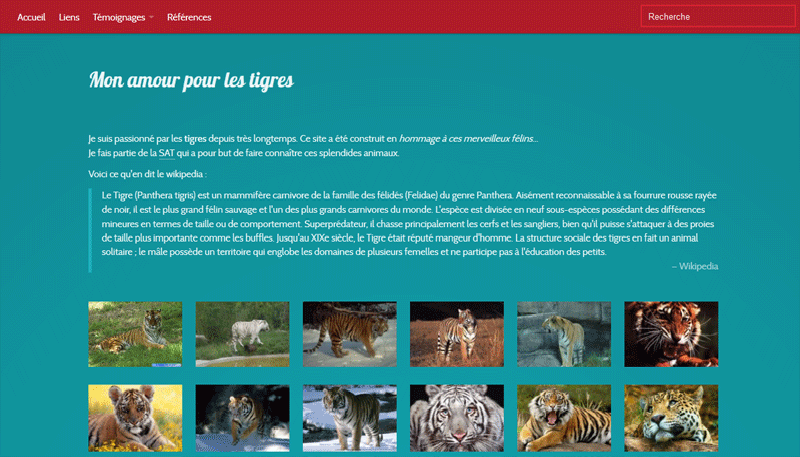 Accueil Liens Témoignages Références Recherche
Mon amour pour les tigres
Je suis passionné par les tigres depuis très longtemps. Ce site a été construit en hommage à ces merveilleux félins...
Je fais partie de la SAT qui a pour but de faire connaître ces splendides animaux.
Voici ce qu'en dit le wikipedia :
Le Tigre (Panthera tigris) est un mammifère carnivore de la famille des félidés (Felidae) du genre Panthera. Aisément reconnaissable à sa fourrure rousse rayée
de noir, il est le plus grand félin sauvage et l'un des plus grands carnivores du monde. L'espèce est divisée en neuf sous-espèces possédant des différences
mineures en termes de taille ou de comportement. Superprédateur, il chasse principalement les cerfs et les sangliers, bien qu'il puisse s'attaquer à des proies
de taille plus importante comme les buffles. Jusqu'au XIXe siècle, le Tigre était réputé mangeur d'homme. La structure sociale des tigres en fait un animal
solitaire ; le mâle possède un territoire qui englobe les domaines de plusieurs femelles et ne participe pas à l'éducation des petits.
– Wikipedia